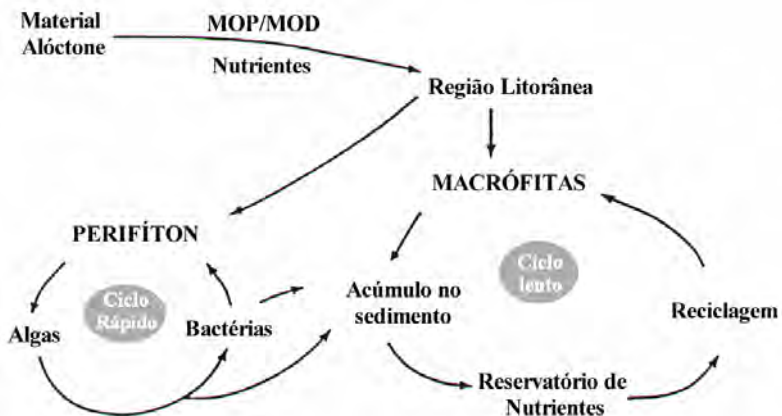 Material
Alóctone
MOP/MOD
Nutrientes
Região Litorânea
MACRÓFITAS
PERIFÍTON
Ciclo
Rápido
Ciclo
lento
Algas
Bactérias
Acúmulo no
sedimento
Reciclagem
Reservatório de
Nutrientes